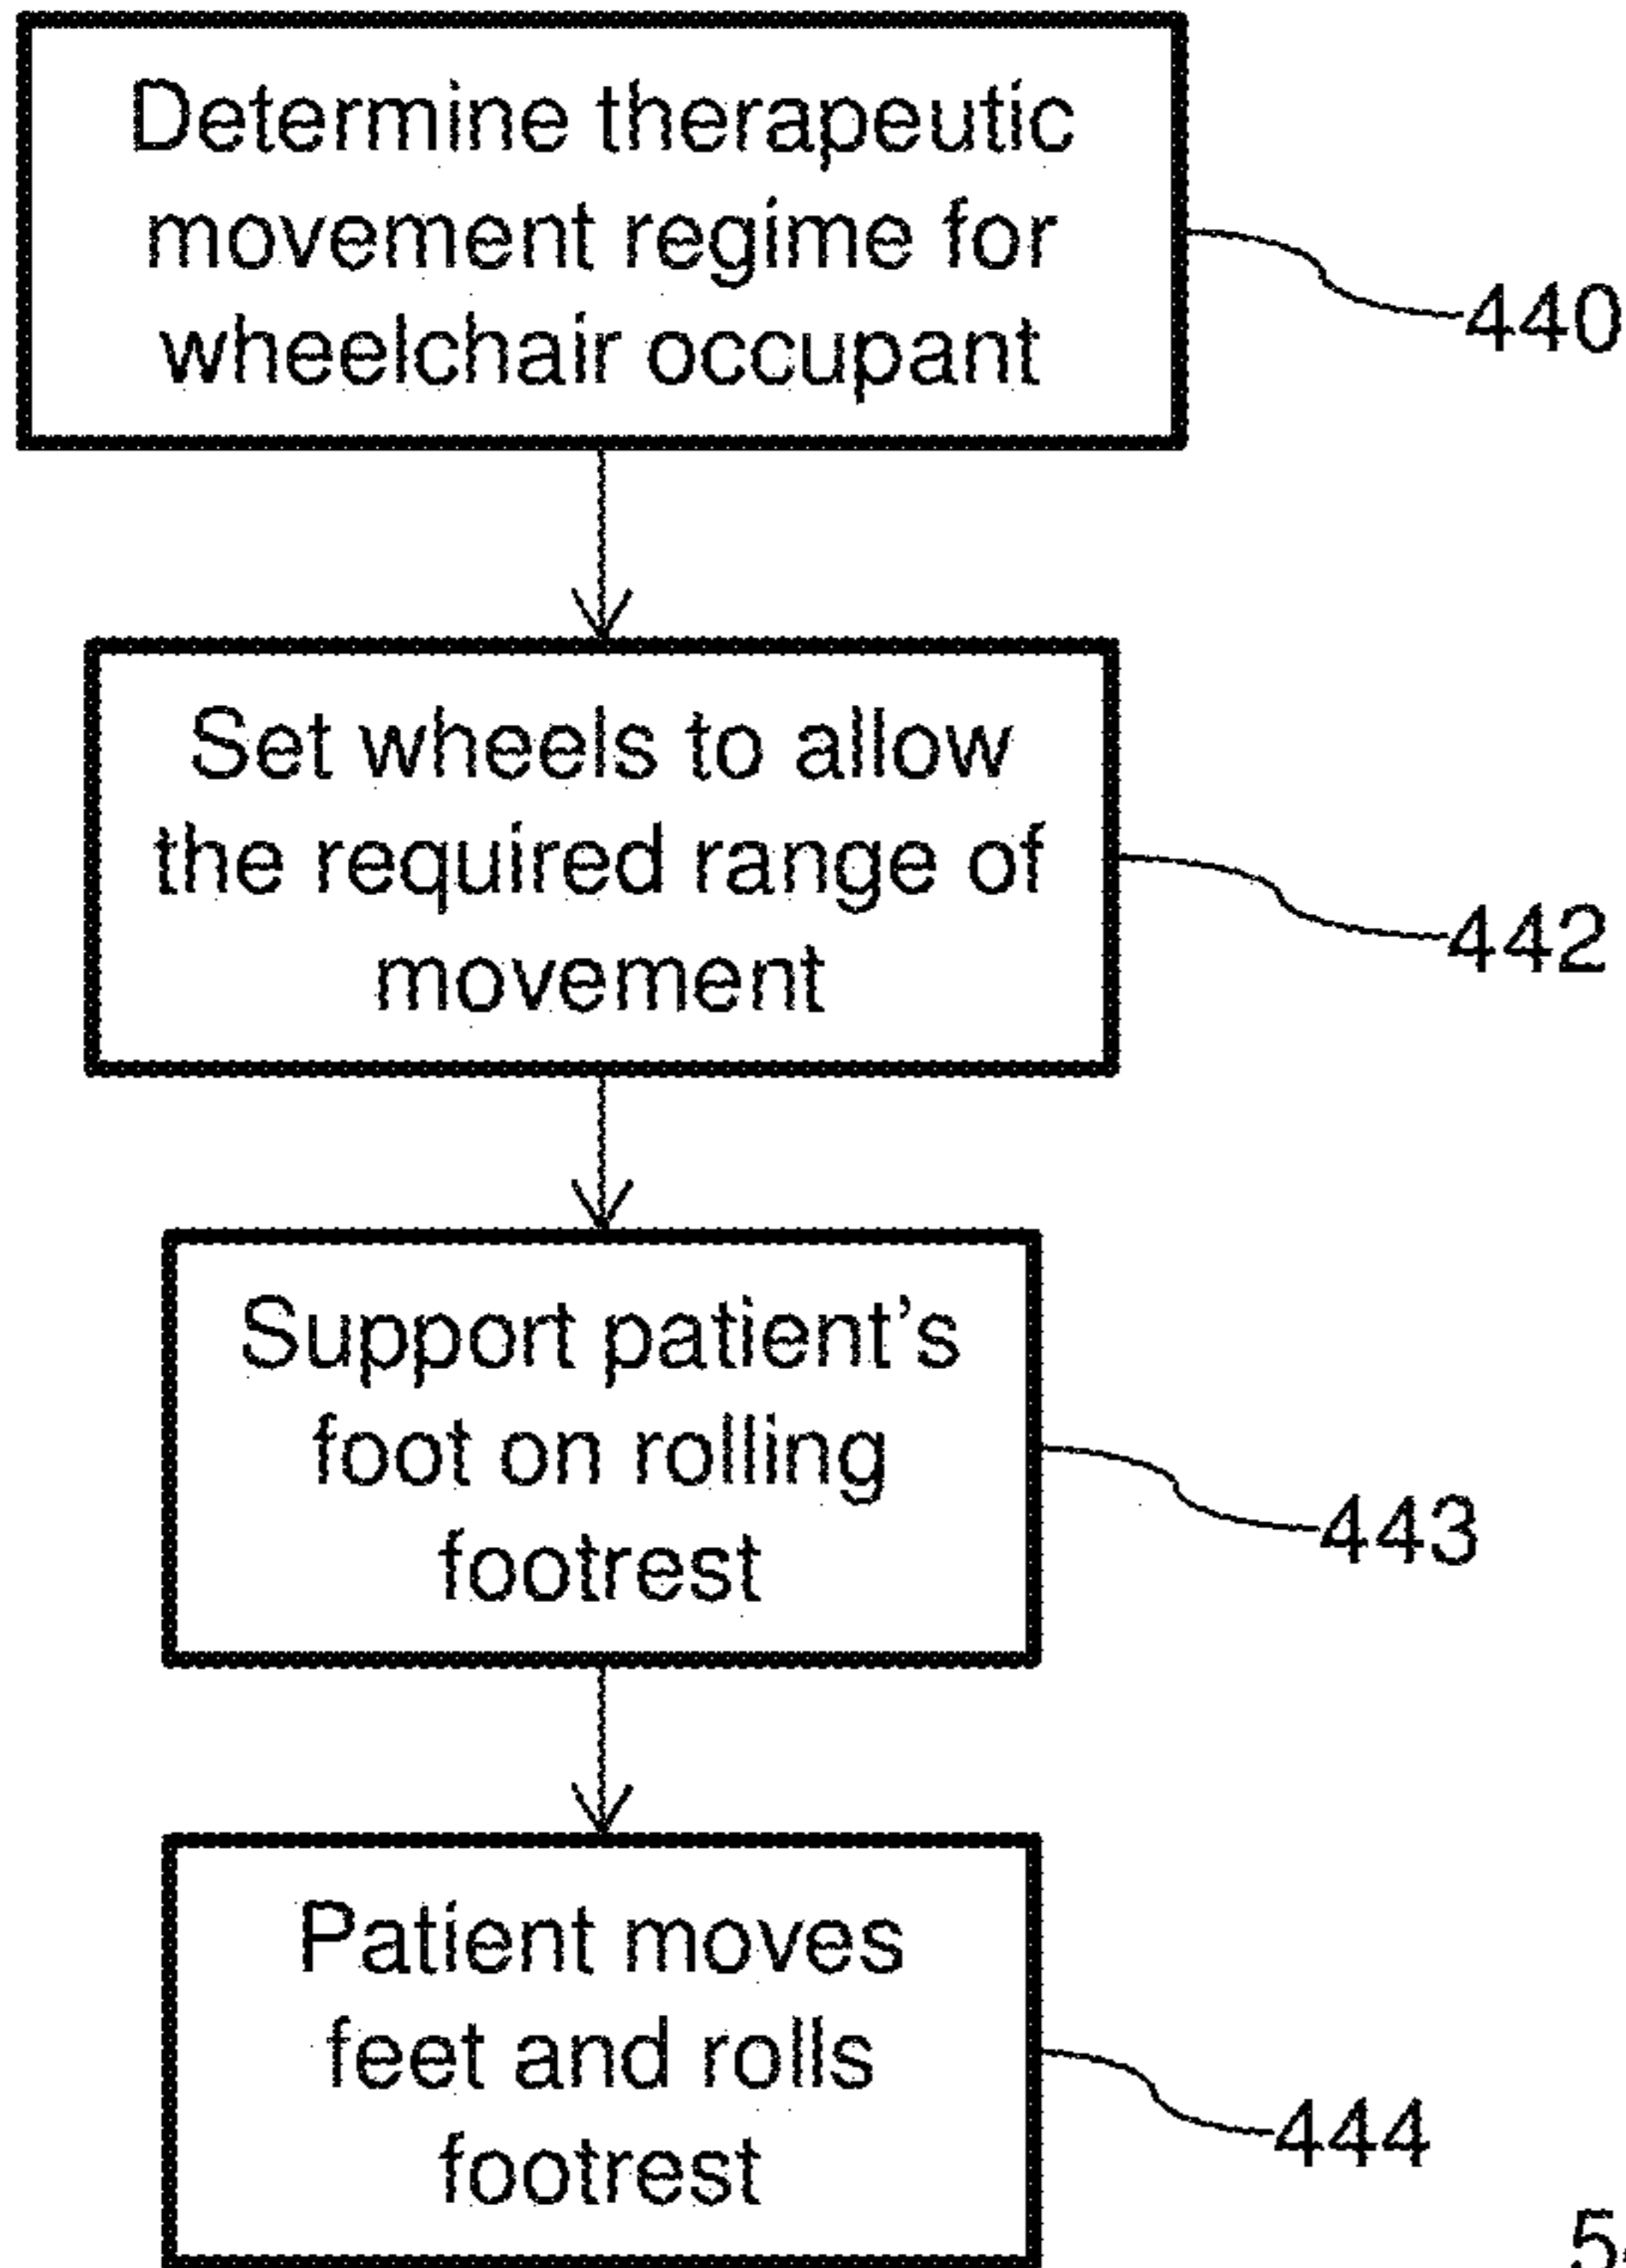 Determine therapeutic
movement regime for
wheelchair occupant
440
Set wheels to allow
the required range of
movement
442
Support patient’s
foot on rolling
footrest
443
Patient moves
feet and rolls
footrest
444